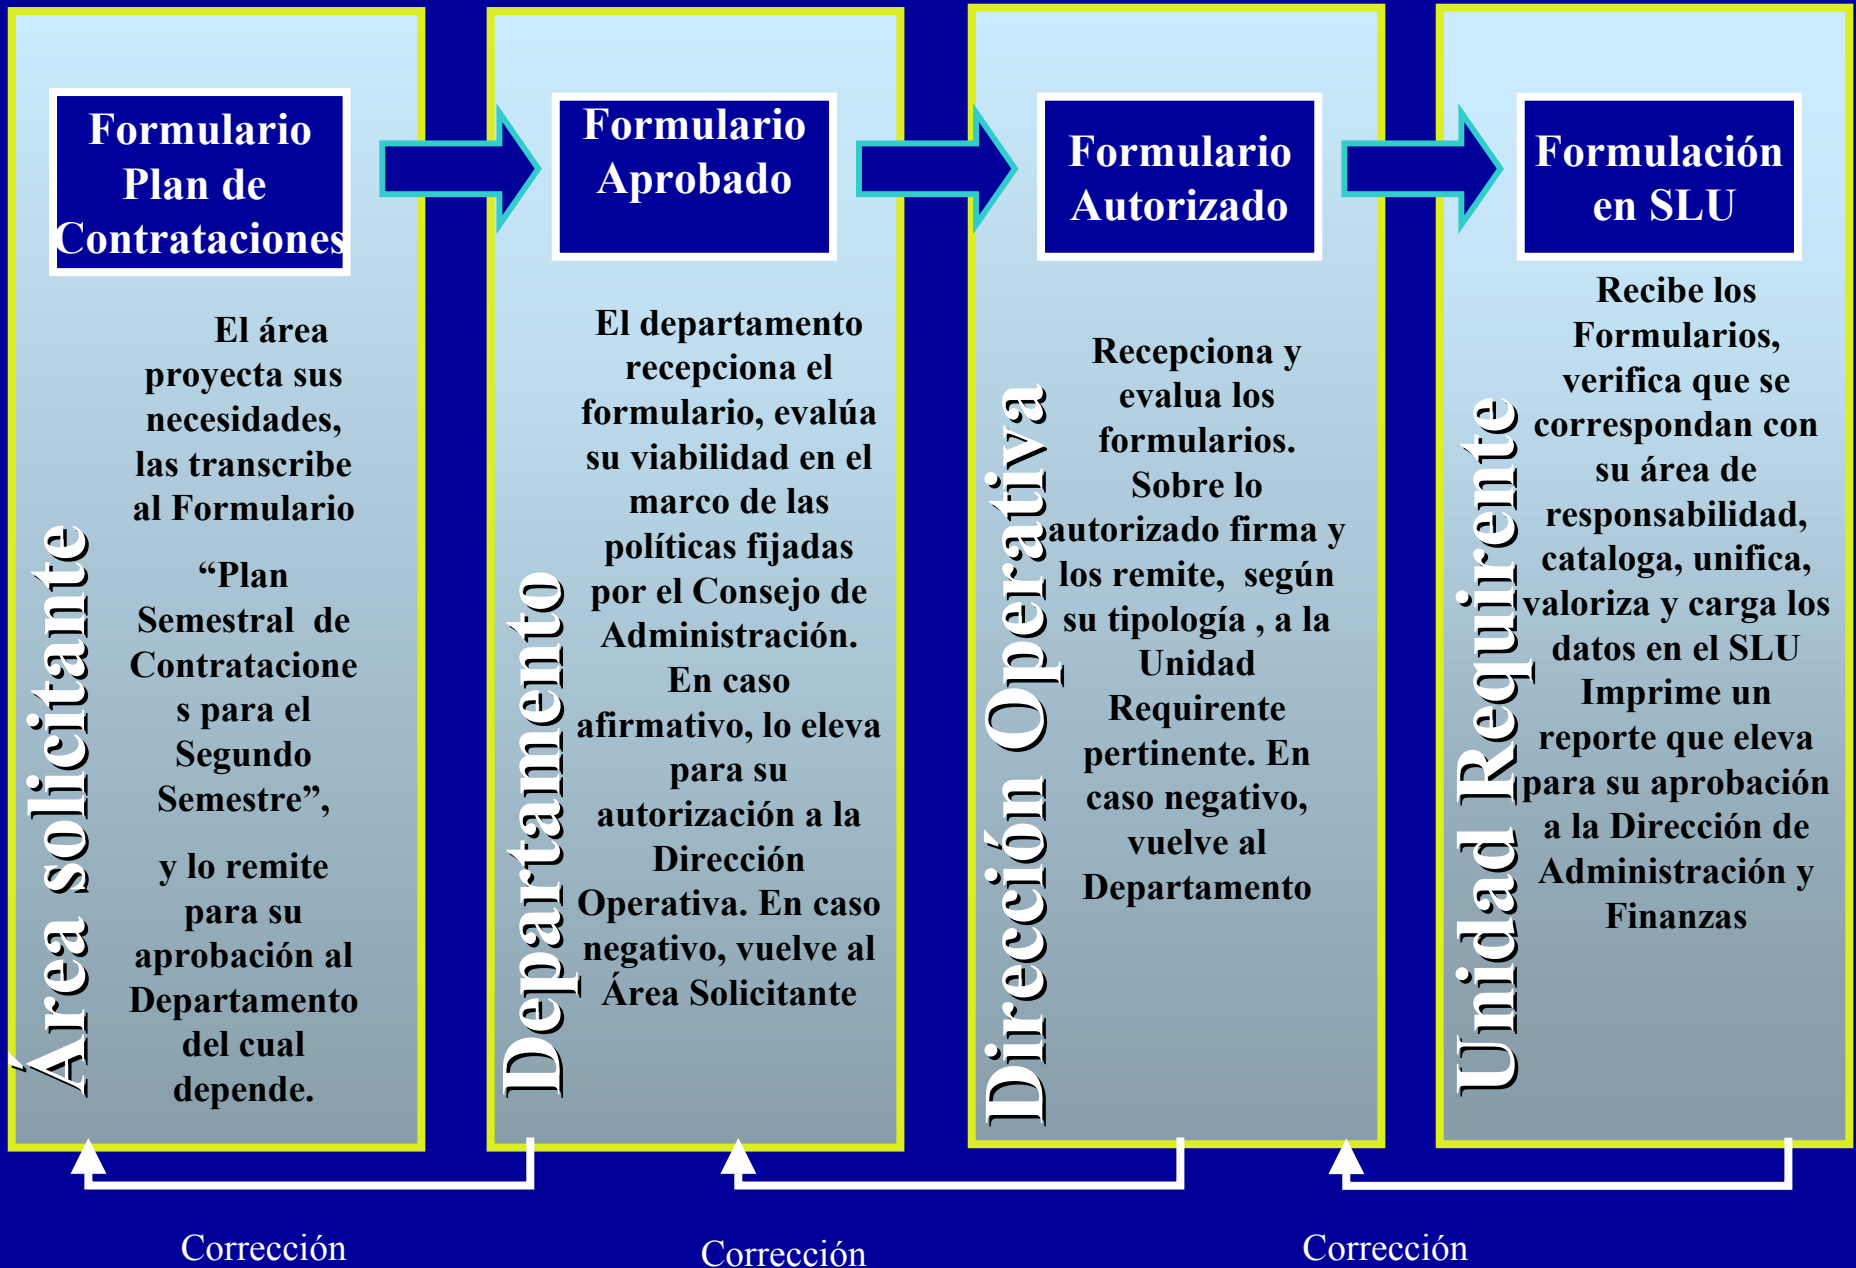 Formulario
Plan de
Contrataciones
Área solicitante
El área
proyecta sus
necesidades,
las transcribe
al Formulario
“Plan
Semestral  de
Contratacione
s para el
Segundo
Semestre”,
y lo remite
para su
aprobación al
Departamento
del cual
depende.
Formulario
Aprobado
Departamento
El departamento
recepciona el
formulario, evalúa
su viabilidad en el
marco de las
políticas fijadas
por el Consejo de
Administración.
En caso
afirmativo, lo eleva
para su
autorización a la
Dirección
Operativa. En caso
negativo, vuelve al
Área Solicitante
Formulario
Autorizado
Dirección Operativa
Recepciona y
evalua los
formularios.
Sobre lo
autorizado firma y
los remite,  según
su tipología , a la
Unidad
Requirente
pertinente. En
caso negativo,
vuelve al
Departamento
Formulación
en SLU
Unidad Requirente
Recibe los
Formularios,
verifica que se
correspondan con
su área de
responsabilidad,
cataloga, unifica,
valoriza y carga los
datos en el SLU
Imprime un
reporte que eleva
para su aprobación
a la Dirección de
Administración y
Finanzas
Corrección
Corrección
Corrección